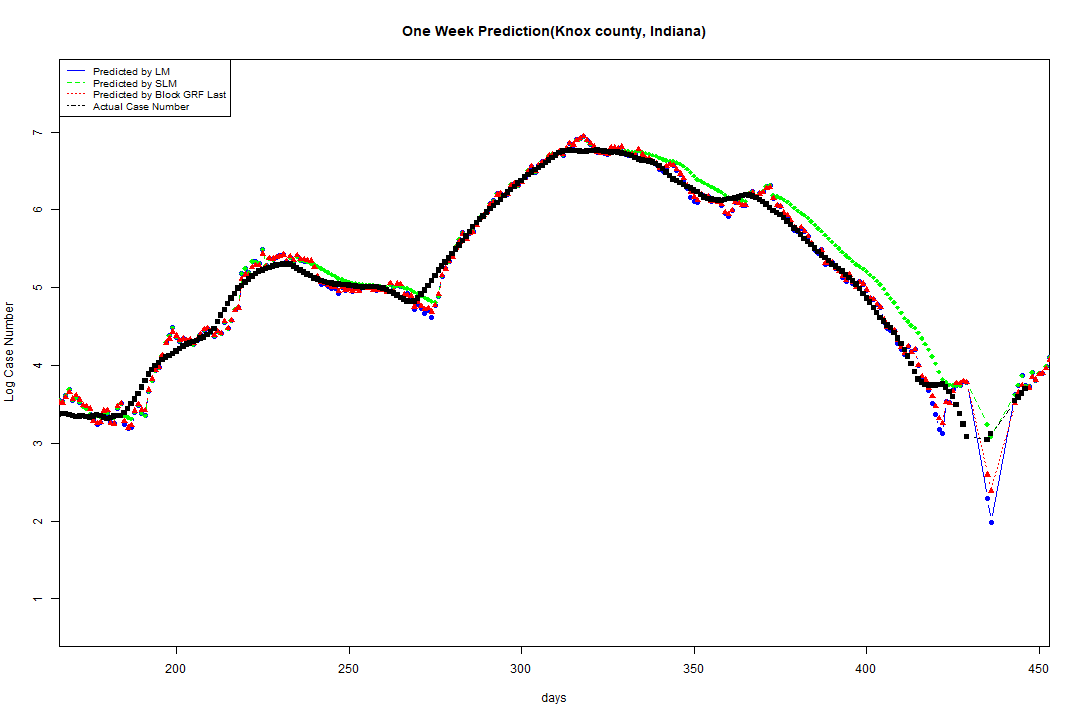 One Week Prediction(Knox county, Indiana)
Predicted by LM
Predicted by SLM
Predicted by Block GRF Last
Actual Case Number
7
6
5
4
3
2
1
Log Case Number
200 250 300 350 400 450
days